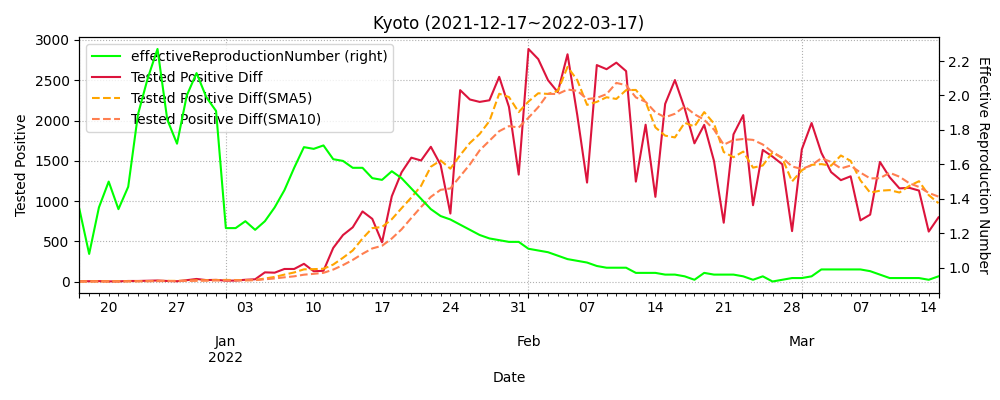 Kyoto (2021-12-17~2022-03-17)
effectiveReproductionNumber (right)
Tested Positive Diff
Tested Positive Diff(SMA5)
Tested Positive Diff(SMA10)
Tested Positive
3000
2500
2000
1500
1000
500
0
2.2
2.0
1.8
1.6
1.4
1.2
1.0
Effective Reproduction Number
20 27 03 10 17 24 31 07 14 21 28 07 14
Jan Feb Mar
2022
Date